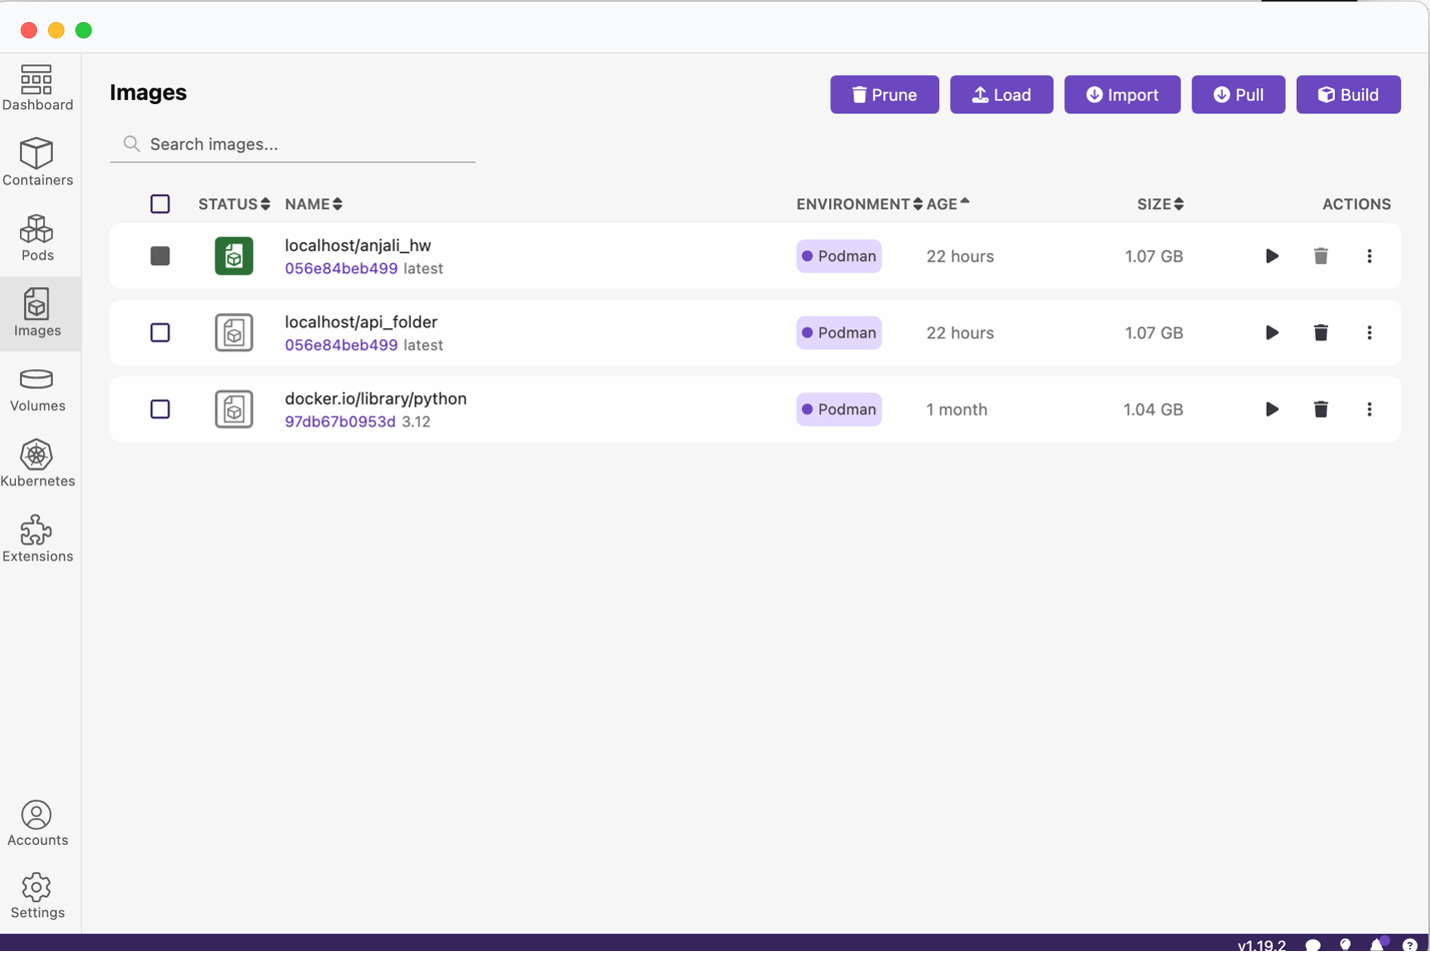 Dashboard
Containers
Pods
Images
Volumes
Kubernetes
Extensions
Accounts
Settings
Images
Prune
Load
Import
Pull
Build
Search images...
STATUS NAME ENVIRONMENT AGE SIZE ACTIONS
localhost/anjali_hw
056e84beb499 latest
Podman 22 hours 1.07 GB
localhost/api_folder
056e84beb499 latest
Podman 22 hours 1.07 GB
docker.io/library/python
97db67b0953d 3.12
Podman 1 month 1.04 GB
v1.19.2